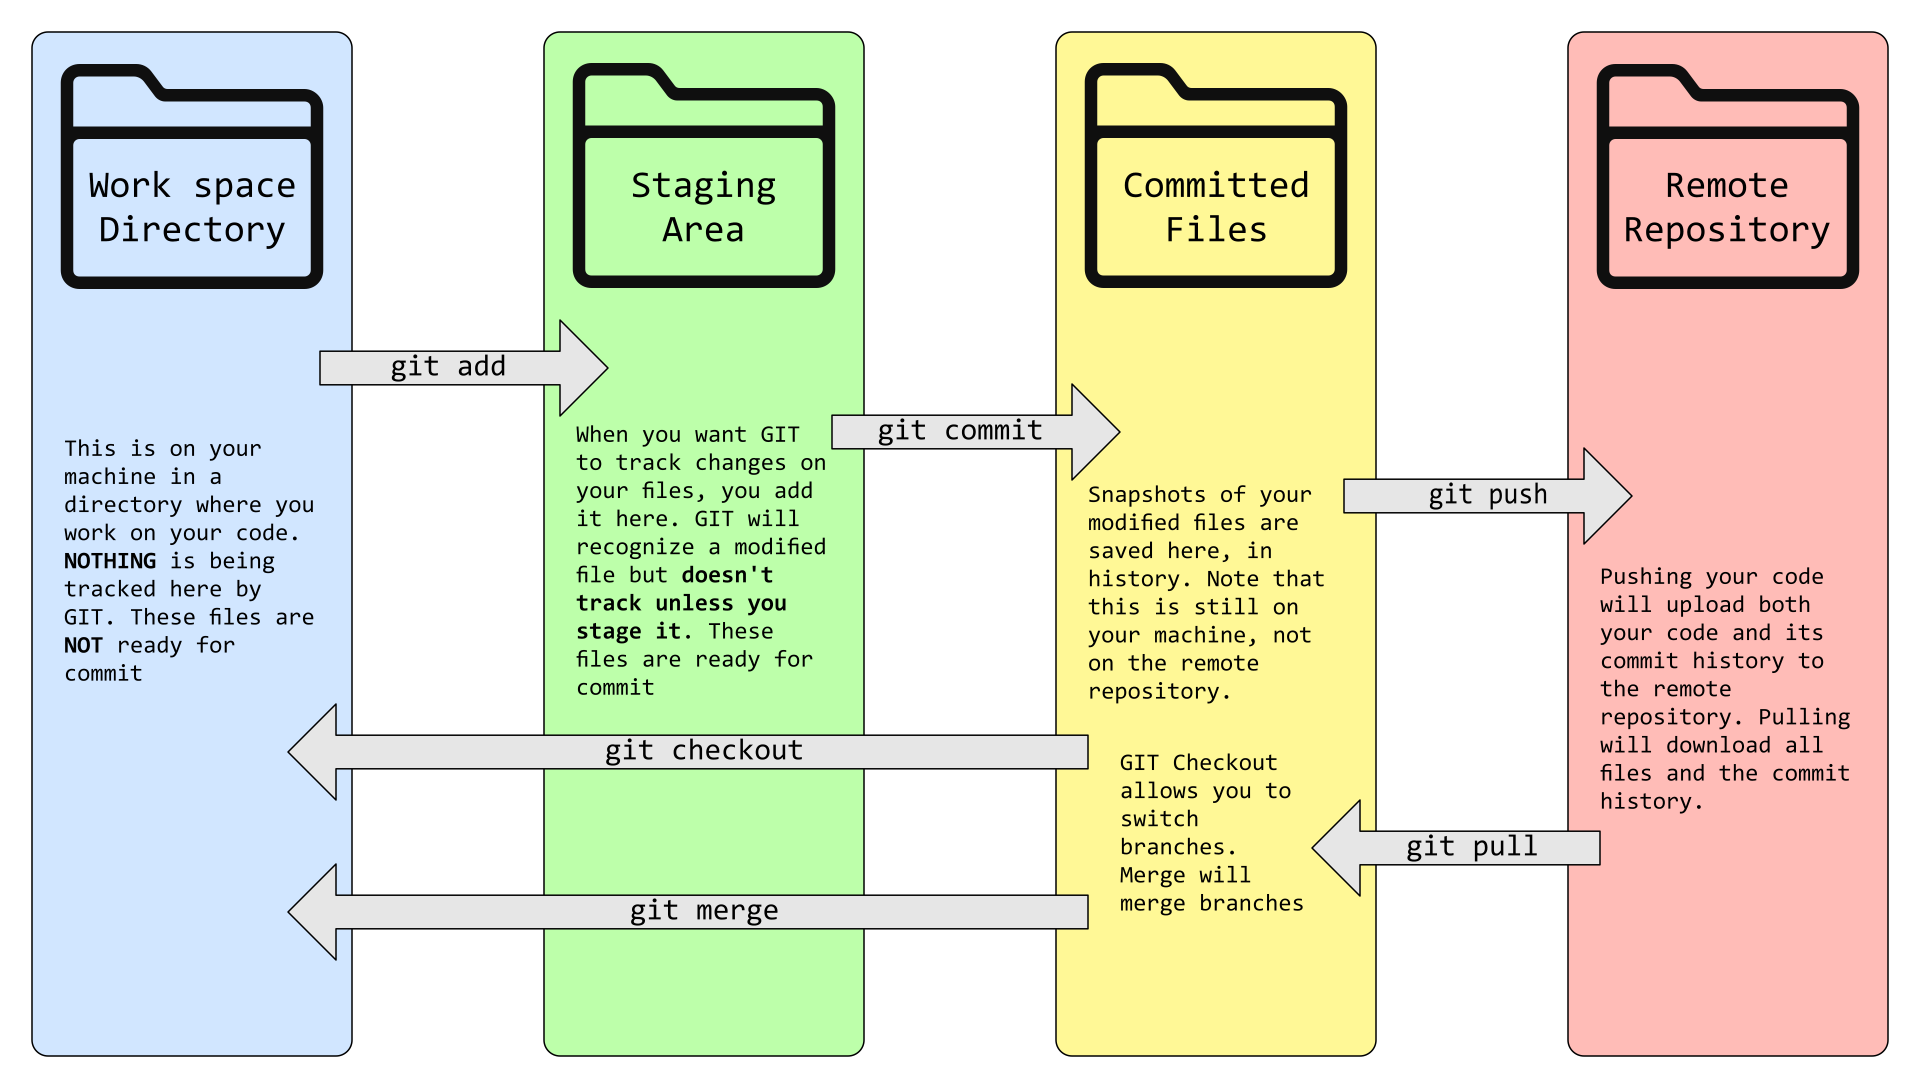 Work space
Directory
Staging
Area
Committed
Files
Remote
Repository
git add
git commit
git push
This is on your
machine in a
directory where you
work on your code.
NOTHING is being
tracked here by
GIT. These files are
NOT ready for
commit
When you want GIT
to track changes on
your files, you add
it here. GIT will
recognize a modified
file but doesn't
track unless you
stage it. These
files are ready for
commit
Snapshots of your
modified files are
saved here, in
history. Note that
this is still on
your machine, not
on the remote
repository.
Pushing your code
will upload both
your code and its
commit history to
the remote
repository. Pulling
will download all
files and the commit
history.
git checkout
GIT Checkout
allows you to
switch
branches.
Merge will
merge branches
git pull
git merge